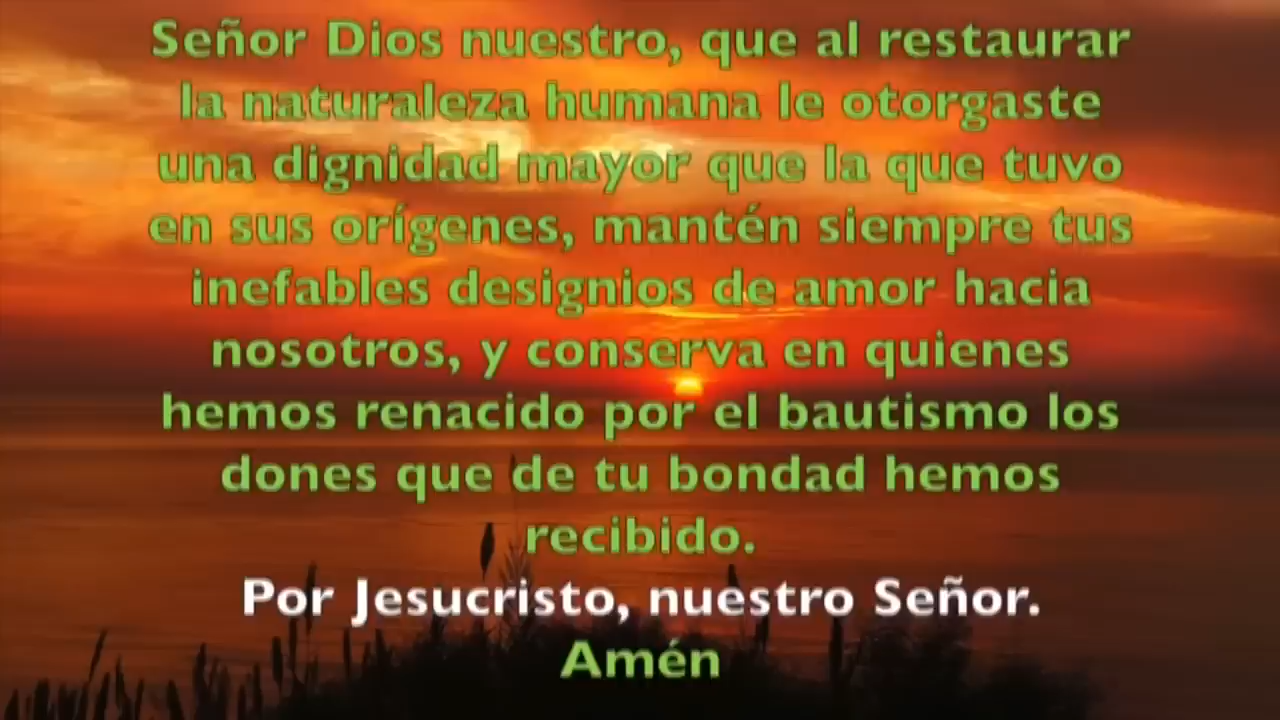 Señor Dios nuestro, que al restaurar
la naturaleza humana le otorgaste
una dignidad mayor que la que tuvo
en sus orígenes, mantén siempre tus
inefables designios de amor hacia
nosotros, y conserva en quienes
hemos renacido por el bautismo los
dones que de tu bondad hemos
recibido.
Por Jesucristo, nuestro Señor.
Amén